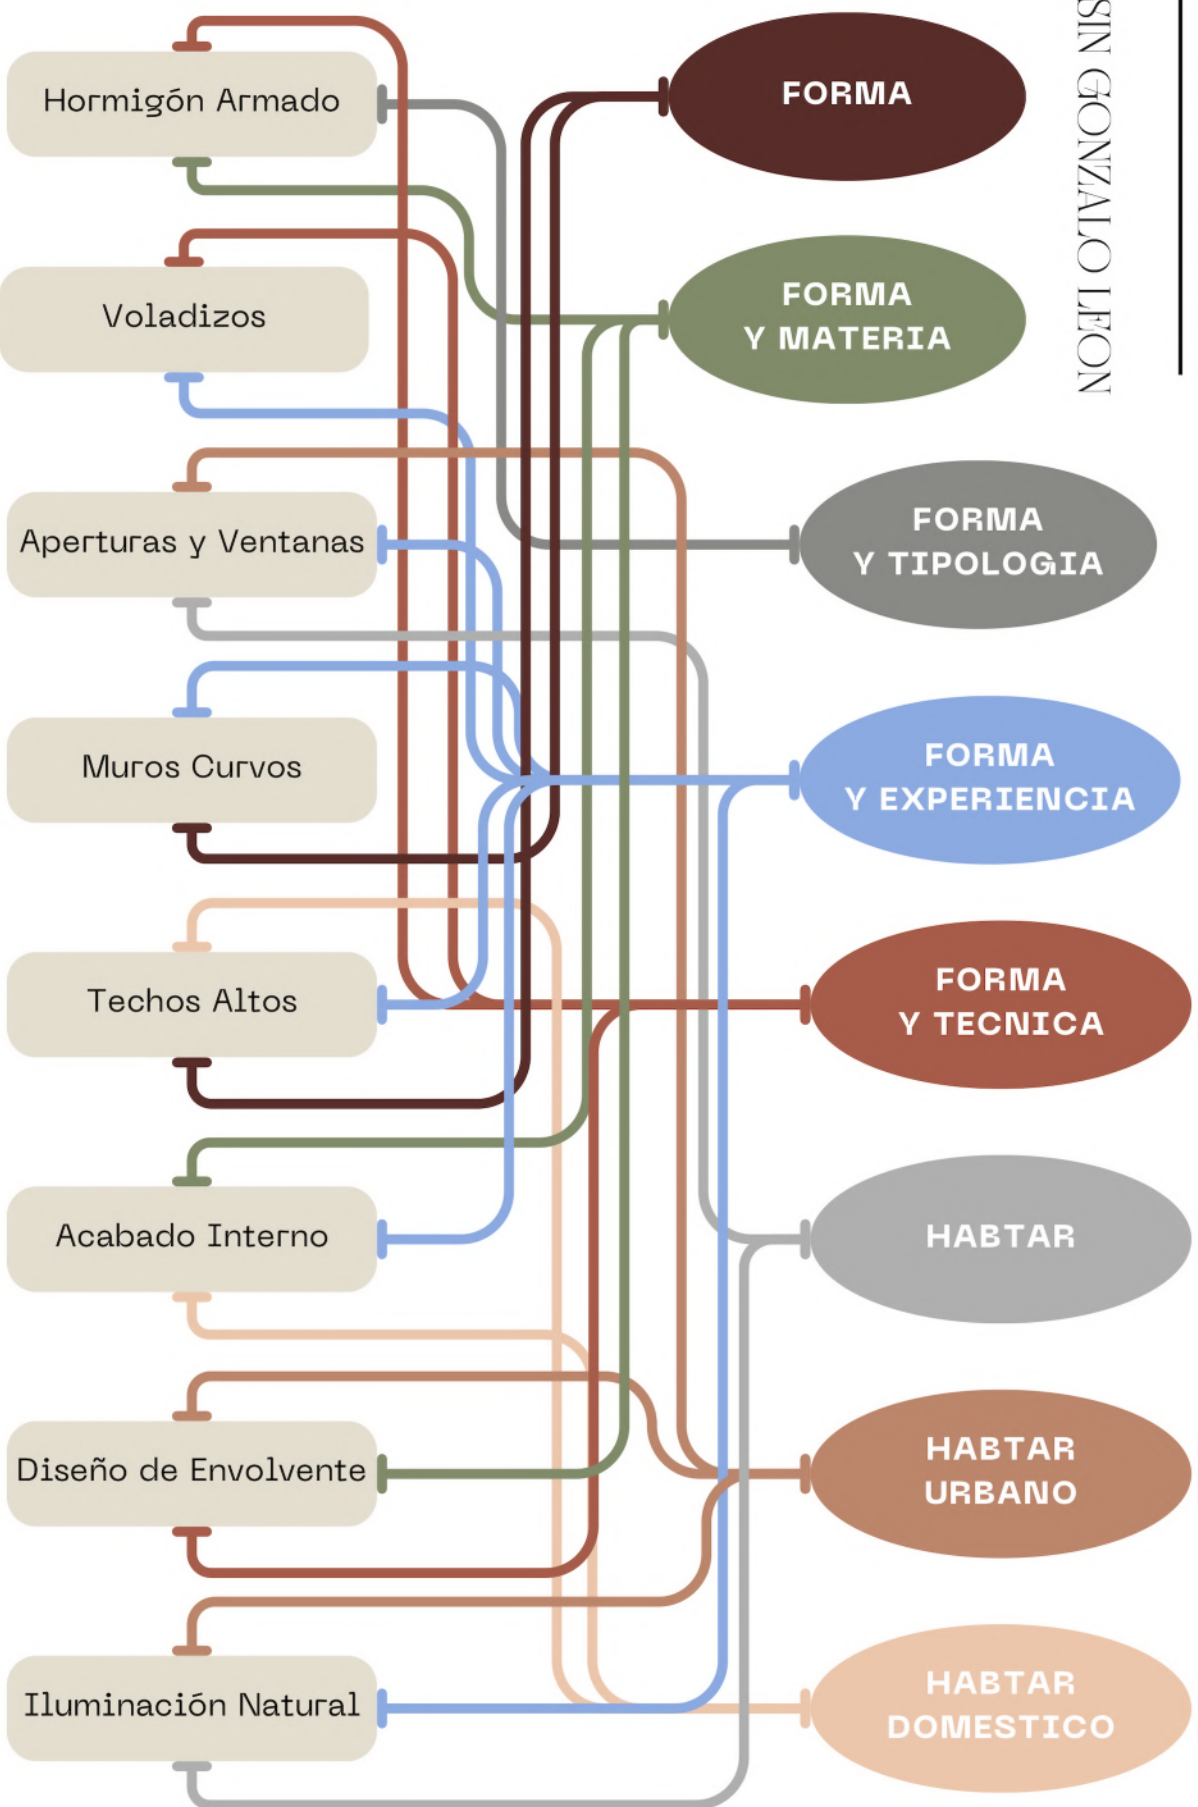 Hormigón Armado
Voladizos
Aperturas y Ventanas
Muros Curvos
Techos Altos
Acabado Interno
Diseño de Envolvente
Iluminación Natural
FORMA
FORMA
Y MATERIA
FORMA
Y TIPOLOGIA
FORMA
Y EXPERIENCIA
FORMA
Y TECNICA
HABTAR
HABTAR
URBANO
HABTAR
DOMESTICO
SIN GONZALO LEON